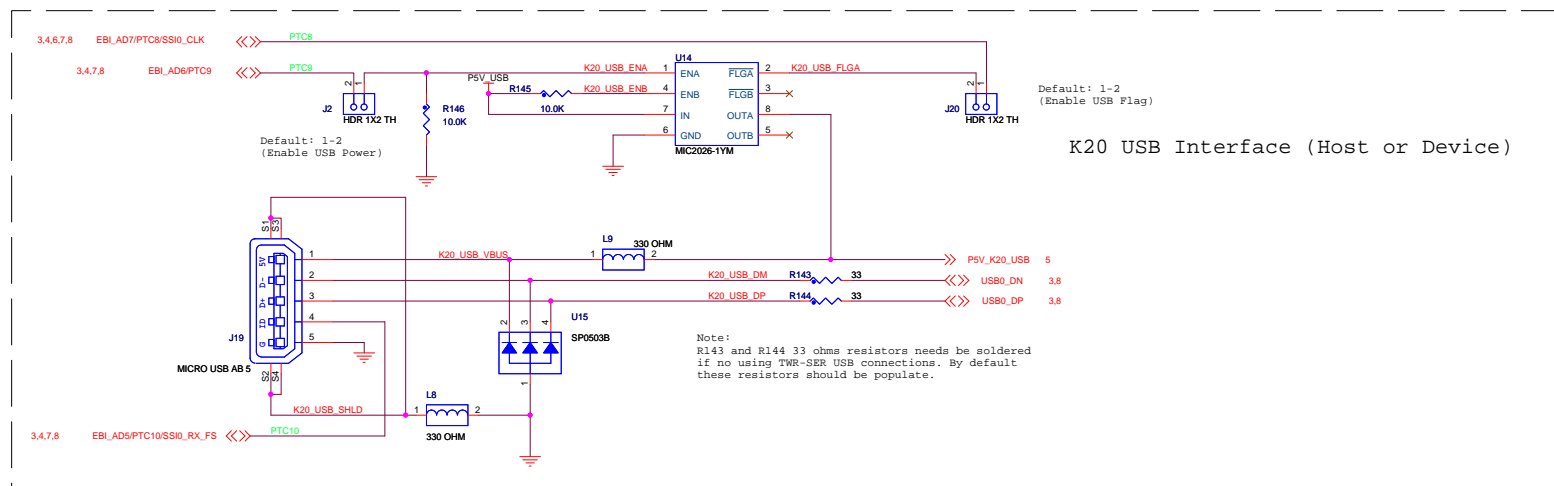 3,4,6,7,8 EBI_AD7/PTC8/SSI0_CLK PTC8
3,4,7,8 EBI_AD6/PTC9 PTC9
2 1
J2
HDR 1X2 TH
Default: 1-2
(Enable USB Power)
R146
10.0K
P5V_USB
R145
10.0K
K20_USB_ENA
K20_USB_ENB
U14
1 ENA FLGA 2
4 ENB FLGB 3
7 IN OUTA 8
6 GND OUTB 5
MIC2026-1YM
K20_USB_FLGA
2 1
J20
HDR 1X2 TH
Default: 1-2
(Enable USB Flag)
K20 USB Interface (Host or Device)
S1 S3
5V 1
D- 2
D+ 3
ID 4
G 5
J19
S2 S4
MICRO USB AB 5
K20_USB_VBUS
L9
1 330 OHM 2
P5V_K20_USB 5
K20_USB_DM R143 33 USB0_DN 3,8
K20_USB_DP R144 33 USB0_DP 3,8
2 3 4
U15
SP0503B
1
Note:
R143 and R144 33 ohms resistors needs be soldered
if no using TWR-SER USB connections. By default
these resistors should be populate.
K20_USB_SHLD
L8
1 2
330 OHM
3,4,7,8 EBI_AD5/PTC10/SSI0_RX_FS PTC10